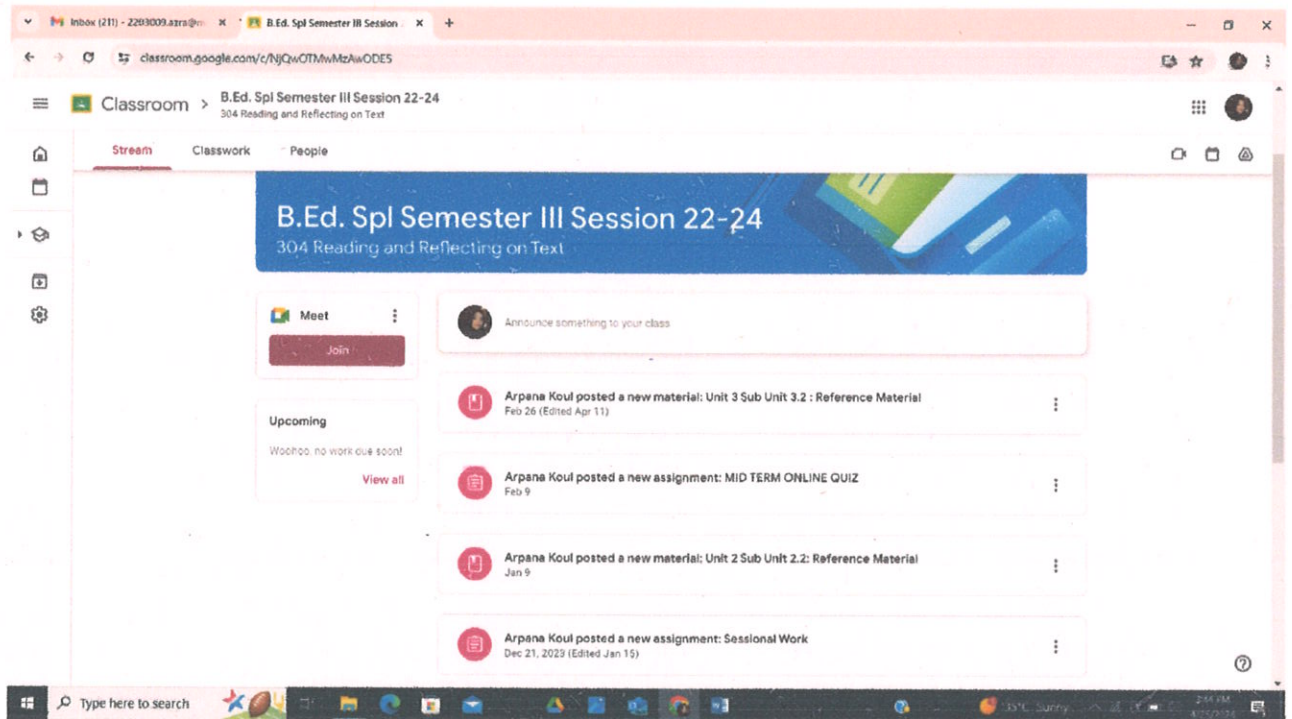 Inbox (211) - 2203009.azra@m
B.Ed. Spl Semester III Session
classroom.google.com/c/NjQwOTMwMzAwODE5
Classroom > B.Ed. Spl Semester III Session 22-24
304 Reading and Reflecting on Text
Stream Classwork People
B.Ed. Spl Semester III Session 22-24
304 Reading and Reflecting on Text
Meet
Join
Upcoming
Woohoo, no work due soon!
View all
Announce something to your class
Arpana Koul posted a new material: Unit 3 Sub Unit 3.2 : Reference Material
Feb 26 (Edited Apr 11)
Arpana Koul posted a new assignment: MID TERM ONLINE QUIZ
Feb 9
Arpana Koul posted a new material: Unit 2 Sub Unit 2.2: Reference Material
Jan 9
Arpana Koul posted a new assignment: Sessional Work
Dec 21, 2023 (Edited Jan 15)
Type here to search
35°C Sunny